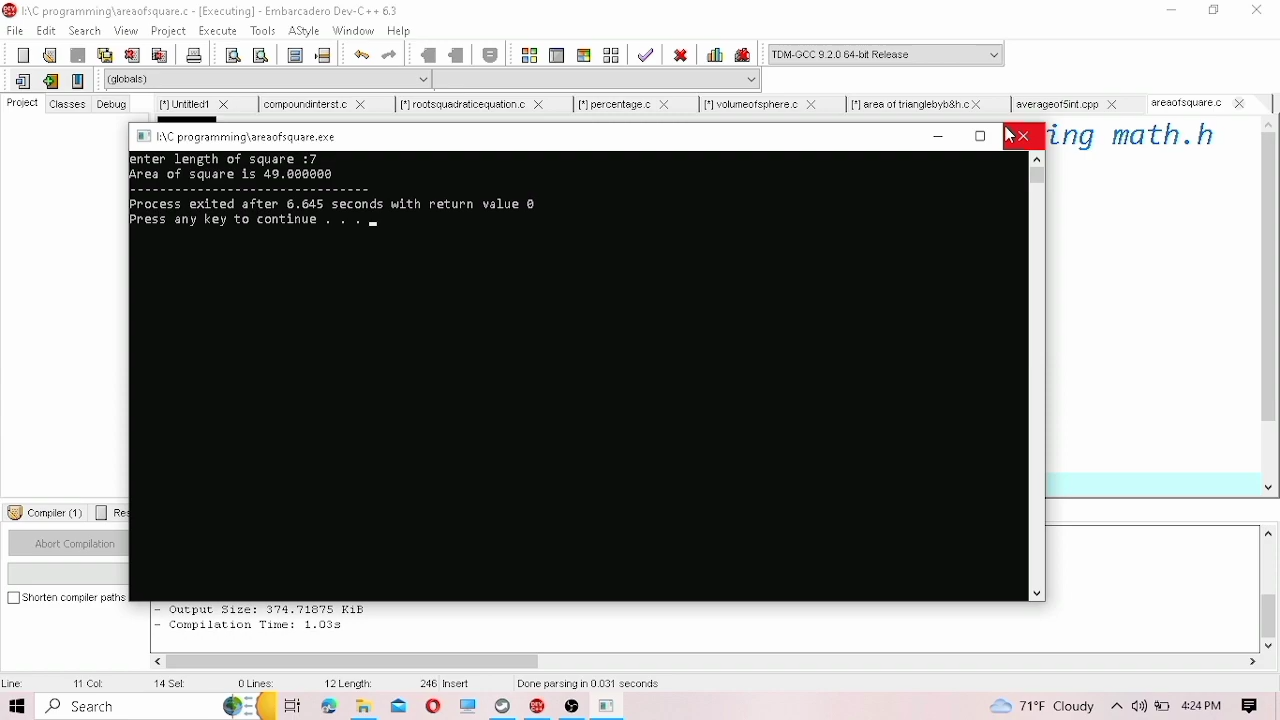 I:\C programming\areaofsquare.c - [Executing] - Embarcadero Dev-C++ 6.3
File Edit Search View Project Execute Tools AStyle Window Help
TDM-GCC 9.2.0 64-bit Release
(globals)
Project Classes Debug
[*] Untitled1 compoundinterst.c [*] rootsquadraticequation.c [*] percentage.c [*] volumeofsphere.c [*] area of trianglebyb&h.c averageof5int.cpp areaofsquare.c
I:\C programming\areaofsquare.exe
ing math.h
enter length of square :7
Area of square is 49.000000
--------------------------------
Process exited after 6.645 seconds with return value 0
Press any key to continue . . .
Compiler (1) Res
Abort Compilation
Shorten compiler paths
- Output Size: 374.71875 KiB
- Compilation Time: 1.03s
Line: 11 Col: 14 Sel: 0 Lines: 12 Length: 246 Insert Done parsing in 0.031 seconds
Search 71°F Cloudy 4:24 PM